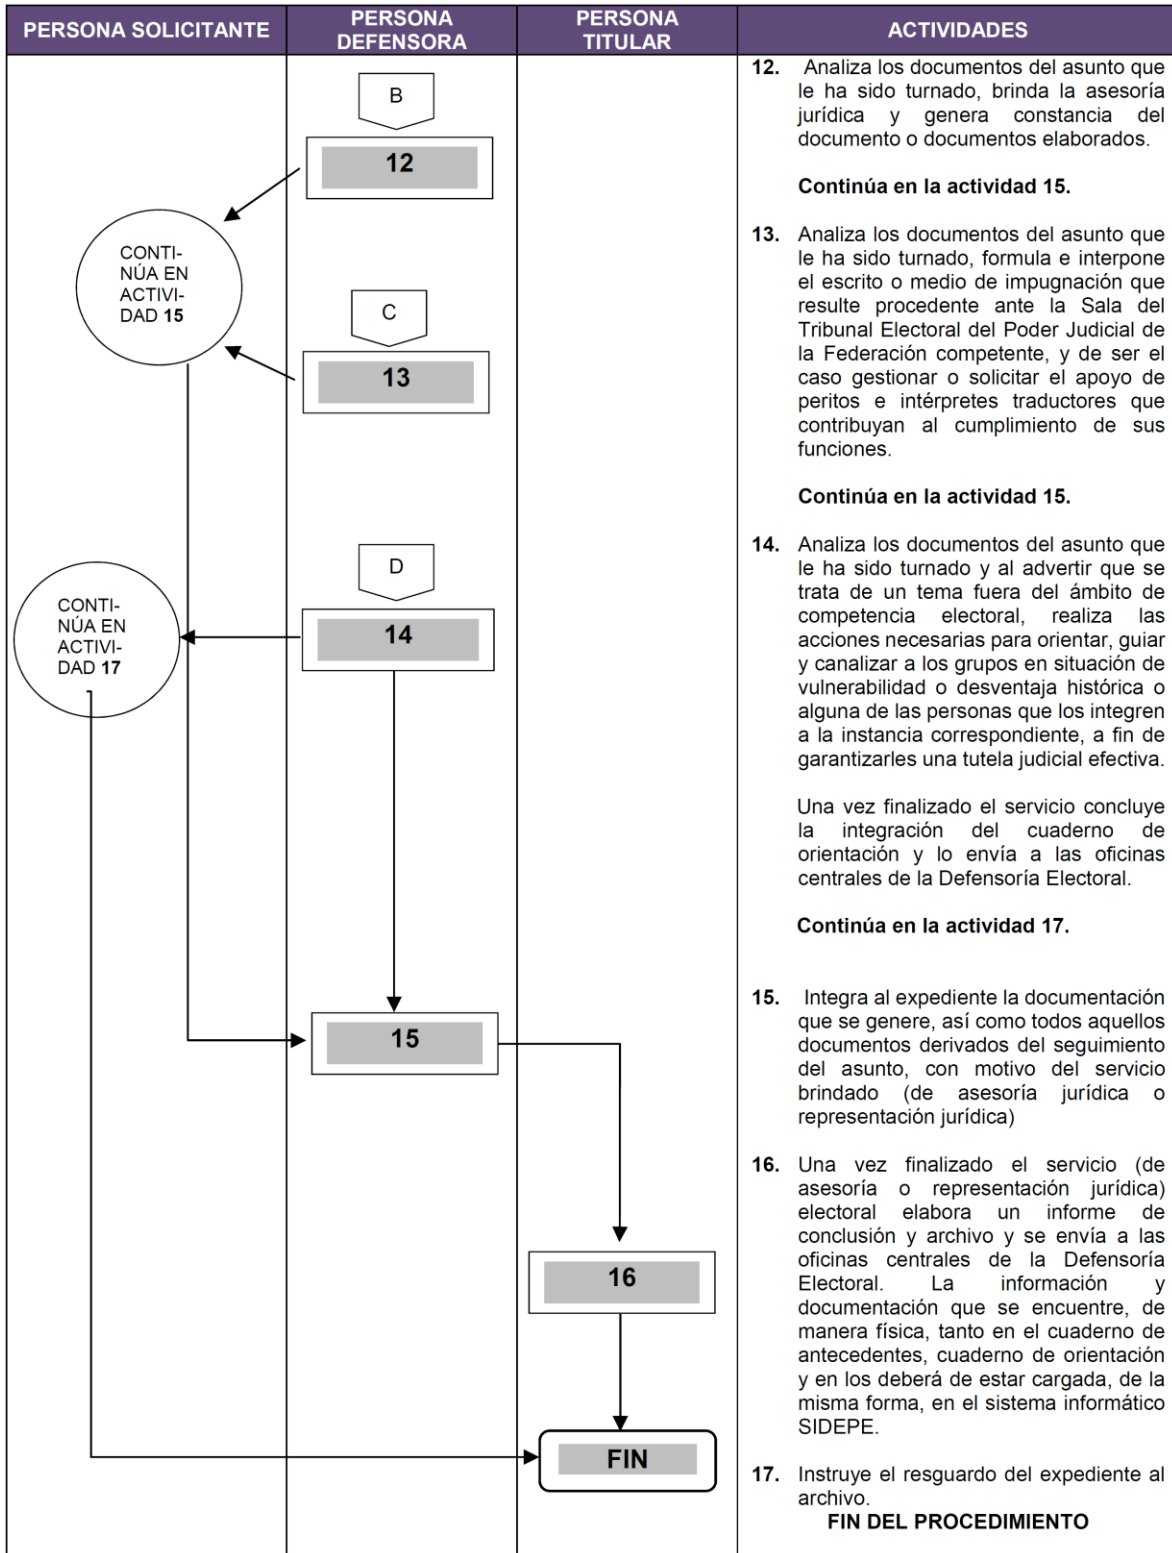 PERSONA SOLICITANTE
PERSONA
DEFENSORA
PERSONA
TITULAR
ACTIVIDADES
B
12
CONTI-
NÚA EN
ACTIVI-
DAD 15
C
13
D
14
CONTI-
NÚA EN
ACTIVI-
DAD 17
15
16
FIN
12. Analiza los documentos del asunto que
le ha sido turnado, brinda la asesoría
jurídica y genera constancia del
documento o documentos elaborados.
Continúa en la actividad 15.
13. Analiza los documentos del asunto que
le ha sido turnado, formula e interpone
el escrito o medio de impugnación que
resulte procedente ante la Sala del
Tribunal Electoral del Poder Judicial de
la Federación competente, y de ser el
caso gestionar o solicitar el apoyo de
peritos e intérpretes traductores que
contribuyan al cumplimiento de sus
funciones.
Continúa en la actividad 15.
14. Analiza los documentos del asunto que
le ha sido turnado y al advertir que se
trata de un tema fuera del ámbito de
competencia electoral, realiza las
acciones necesarias para orientar, guiar
y canalizar a los grupos en situación de
vulnerabilidad o desventaja histórica o
alguna de las personas que los integren
a la instancia correspondiente, a fin de
garantizarles una tutela judicial efectiva.
Una vez finalizado el servicio concluye
la integración del cuaderno de
orientación y lo envía a las oficinas
centrales de la Defensoría Electoral.
Continúa en la actividad 17.
15. Integra al expediente la documentación
que se genere, así como todos aquellos
documentos derivados del seguimiento
del asunto, con motivo del servicio
brindado (de asesoría jurídica o
representación jurídica)
16. Una vez finalizado el servicio (de
asesoría o representación jurídica)
electoral elabora un informe de
conclusión y archivo y se envía a las
oficinas centrales de la Defensoría
Electoral. La información y
documentación que se encuentre, de
manera física, tanto en el cuaderno de
antecedentes, cuaderno de orientación
y en los deberá de estar cargada, de la
misma forma, en el sistema informático
SIDEPE.
17. Instruye el resguardo del expediente al
archivo.
FIN DEL PROCEDIMIENTO